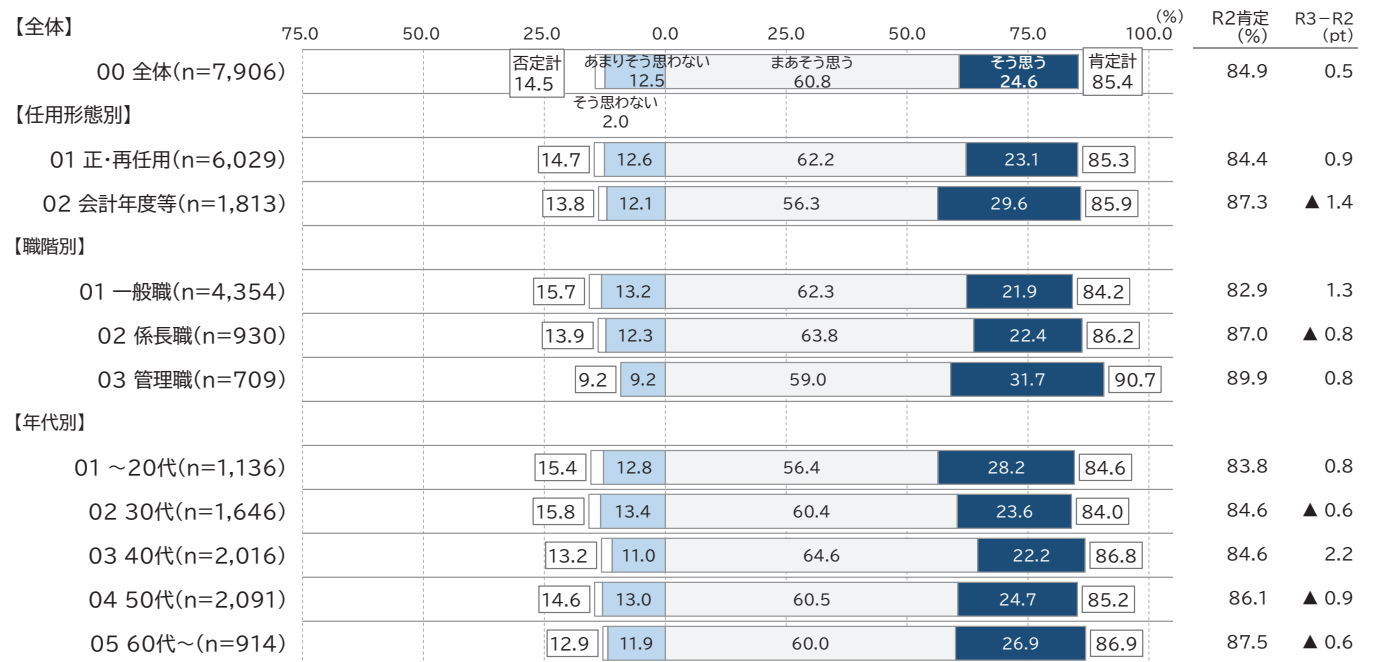 【全体】
(%) R2肯定 R3－R2
75.0 50.0 25.0 0.0 25.0 50.0 75.0 100.0 (%) (pt)
否定計 あまりそう思わない まあそう思う そう思う 肯定計
00 全体(n=7,906) 14.5 12.5 60.8 24.6 85.4 84.9 0.5
そう思わない
2.0
【任用形態別】
01 正・再任用(n=6,029) 14.7 12.6 62.2 23.1 85.3 84.4 0.9
02 会計年度等(n=1,813) 13.8 12.1 56.3 29.6 85.9 87.3 ▲ 1.4
【職階別】
01 一般職(n=4,354) 15.7 13.2 62.3 21.9 84.2 82.9 1.3
02 係長職(n=930) 13.9 12.3 63.8 22.4 86.2 87.0 ▲ 0.8
03 管理職(n=709) 9.2 9.2 59.0 31.7 90.7 89.9 0.8
【年代別】
01 ～20代(n=1,136) 15.4 12.8 56.4 28.2 84.6 83.8 0.8
02 30代(n=1,646) 15.8 13.4 60.4 23.6 84.0 84.6 ▲ 0.6
03 40代(n=2,016) 13.2 11.0 64.6 22.2 86.8 84.6 2.2
04 50代(n=2,091) 14.6 13.0 60.5 24.7 85.2 86.1 ▲ 0.9
05 60代～(n=914) 12.9 11.9 60.0 26.9 86.9 87.5 ▲ 0.6